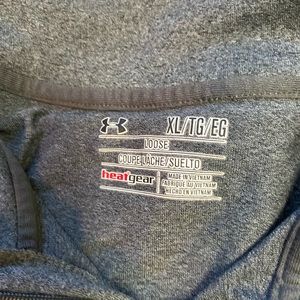 XL/TG/EG
LOOSE
COUPE LÂCHE/SUELTO
heatgear
MADE IN VIETNAM
FABRIQUÉ AU VIETNAM
HECHO EN VIETNAM